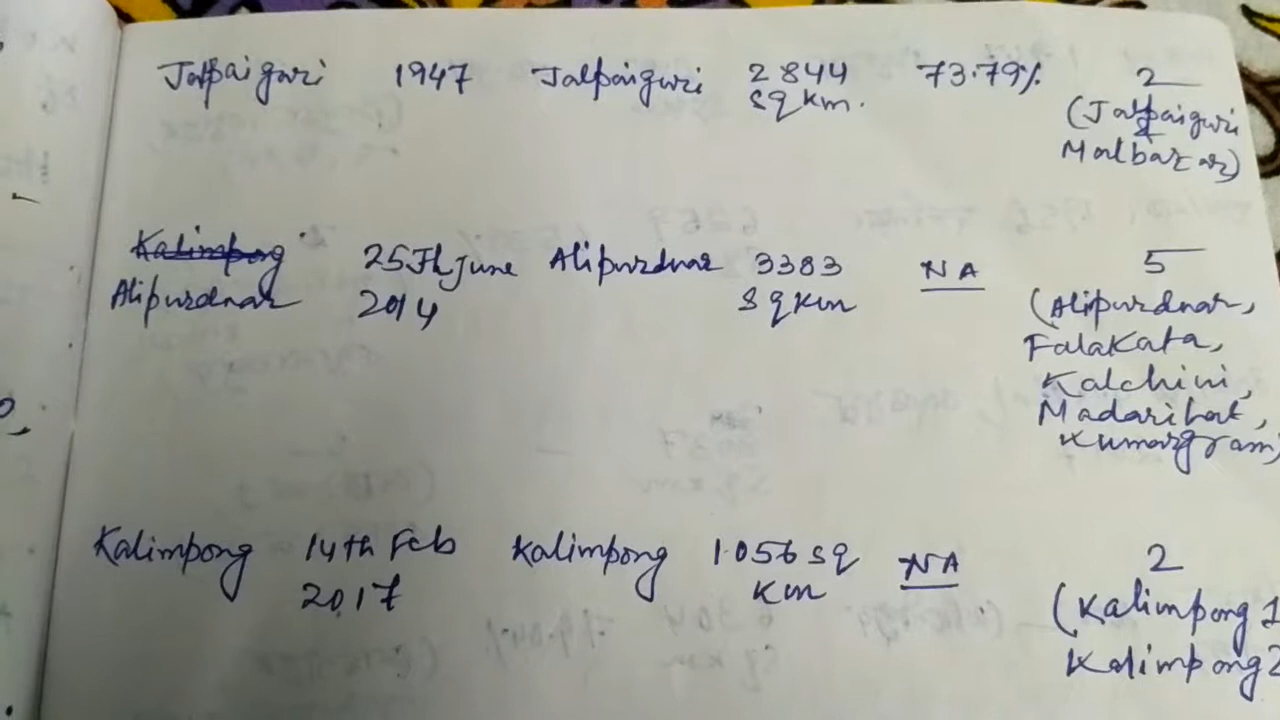 Jalpaiguri 1947 Jalpaiguri 2844 73.79% 2
sq km. (Jalpaiguri
&
Malbazar)
Kalimpong 25Th June Alipurduar 3383 NA 5
Alipurduar 2014 sq km (Alipurduar,
Falakata,
Kalchini,
Madarihat,
Kumargram)
Kalimpong 14th Feb Kalimpong 1.056 sq NA 2
2017 km (Kalimpong 1
Kalimpong 2